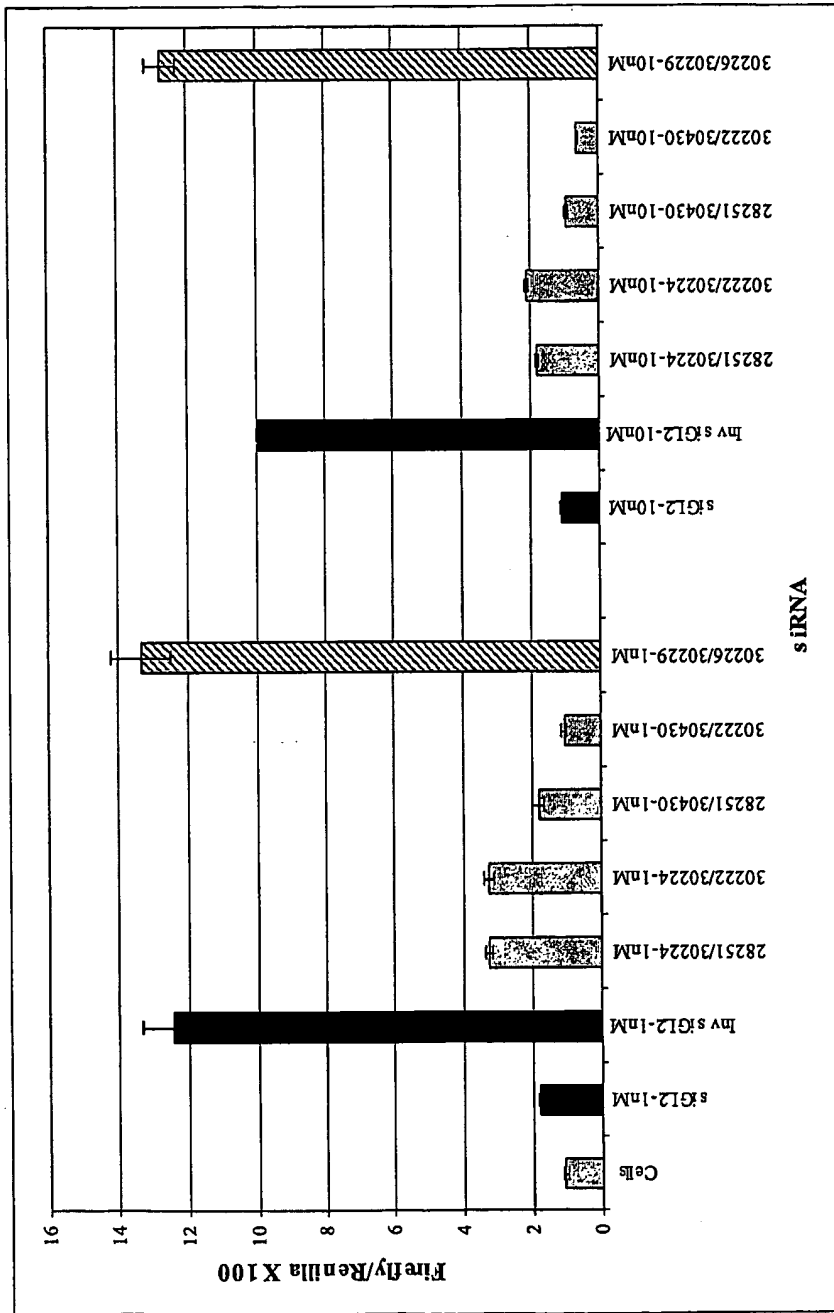 Firefly/Renilla X 100
16
14
12
10
8
6
4
2
0
Cells
siGL2-1nM
Inv siGL2-1nM
28251/30224-1nM
30222/30224-1nM
28251/30430-1nM
30222/30430-1nM
30226/30229-1nM
siGL2-10nM
Inv siGL2-10nM
28251/30224-10nM
30222/30224-10nM
28251/30430-10nM
30222/30430-10nM
30226/30229-10nM
siRNA